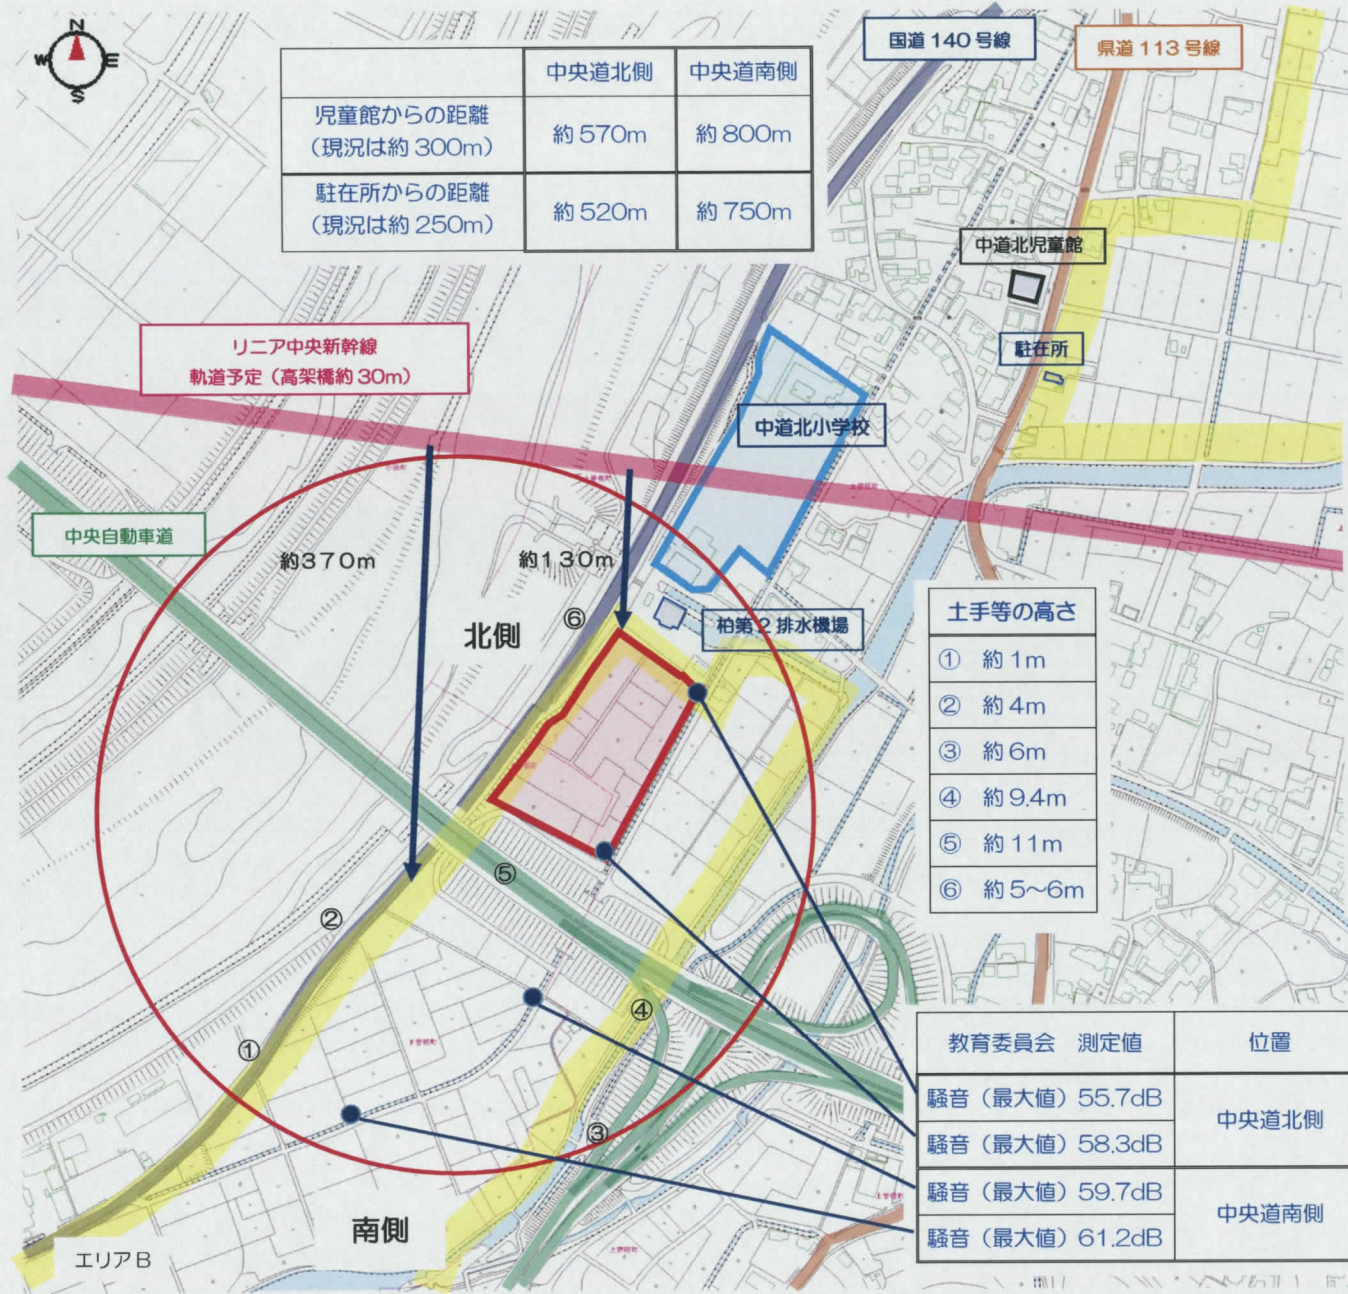 N
W E
S
国道140号線
県道113号線
中央道北側 中央道南側
児童館からの距離
（現況は約300m） 約570m 約800m
駐在所からの距離
（現況は約250m） 約520m 約750m
中道北児童館
駐在所
リニア中央新幹線
軌道予定（高架橋約30m）
中道北小学校
中央自動車道
約370m
約130m
北側
⑥
柏第2排水機場
土手等の高さ
① 約1m
② 約4m
③ 約6m
④ 約9.4m
⑤ 約11m
⑥ 約5～6m
⑤
②
④
①
③
教育委員会 測定値 位置
騒音（最大値）55.7dB
中央道北側
騒音（最大値）58.3dB
騒音（最大値）59.7dB
中央道南側
騒音（最大値）61.2dB
南側
エリアB